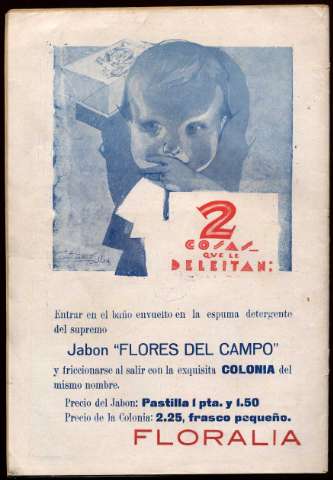 2
COSAS
QUE LE
DELEITAN:
Entrar en el baño envuelto en la espuma detergente
del supremo
Jabon "FLORES DEL CAMPO"
y friccionarse al salir con la exquisita COLONIA del
mismo nombre.
Precio del Jabon: Pastilla 1 pta. y 1.50
Precio de la Colonia: 2.25, frasco pequeño.
FLORALIA